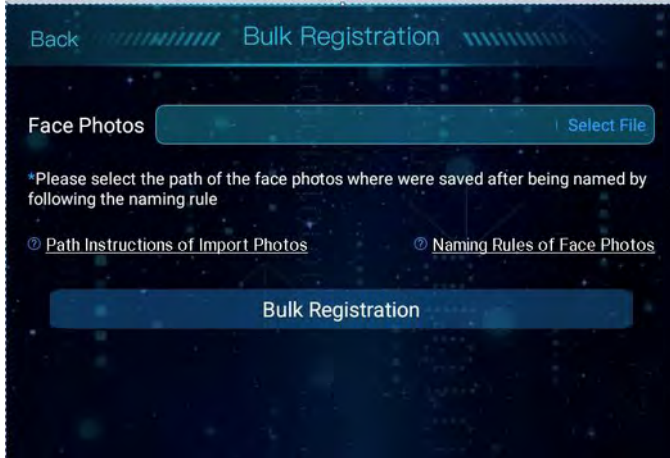 Back
Bulk Registration
Face Photos
Select File
*Please select the path of the face photos where were saved after being named by
following the naming rule
? Path Instructions of Import Photos
? Naming Rules of Face Photos
Bulk Registration